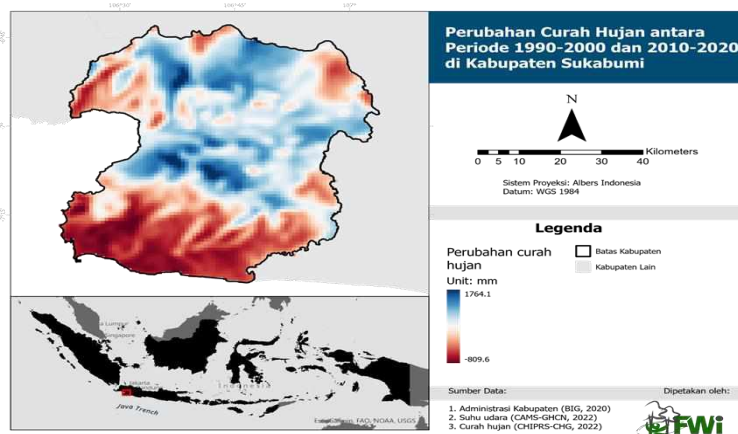 106°30'
106°45'
107°
Perubahan Curah Hujan antara
Periode 1990-2000 dan 2010-2020
di Kabupaten Sukabumi
N
Kilometers
0 5 10 20 30 40
Sistem Proyeksi: Albers Indonesia
Datum: WGS 1984
Legenda
Perubahan curah
hujan
Unit: mm
1764.1
-809.6
Batas Kabupaten
Kabupaten Lain
Kuala Lumpur
Singapore
Jakarta
Indonesia
Java Trench
FAO, NOAA, USGS
Sumber Data:
Dipetakan oleh:
1. Administrasi Kabupaten (BIG, 2020)
2. Suhu udara (CAMS-GHCN, 2022)
3. Curah hujan (CHIPRS-CHG, 2022)
FWi